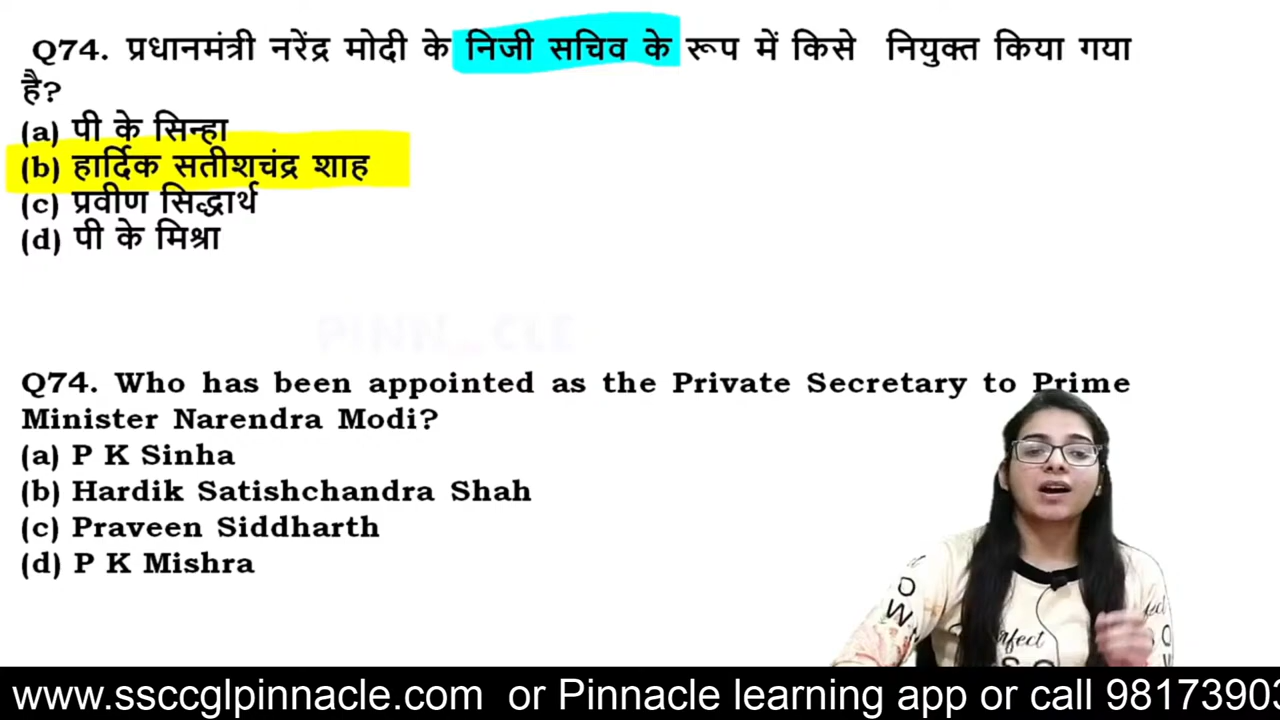 Q74. प्रधानमंत्री नरेंद्र मोदी के निजी सचिव के रूप में किसे नियुक्त किया गया
है?
(a) पी के सिन्हा
(b) हार्दिक सतीशचंद्र शाह
(c) प्रवीण सिद्धार्थ
(d) पी के मिश्रा
PINN_CLE
Q74. Who has been appointed as the Private Secretary to Prime
Minister Narendra Modi?
(a) P K Sinha
(b) Hardik Satishchandra Shah
(c) Praveen Siddharth
(d) P K Mishra
www.ssccglpinnacle.com or Pinnacle learning app or call 98173903